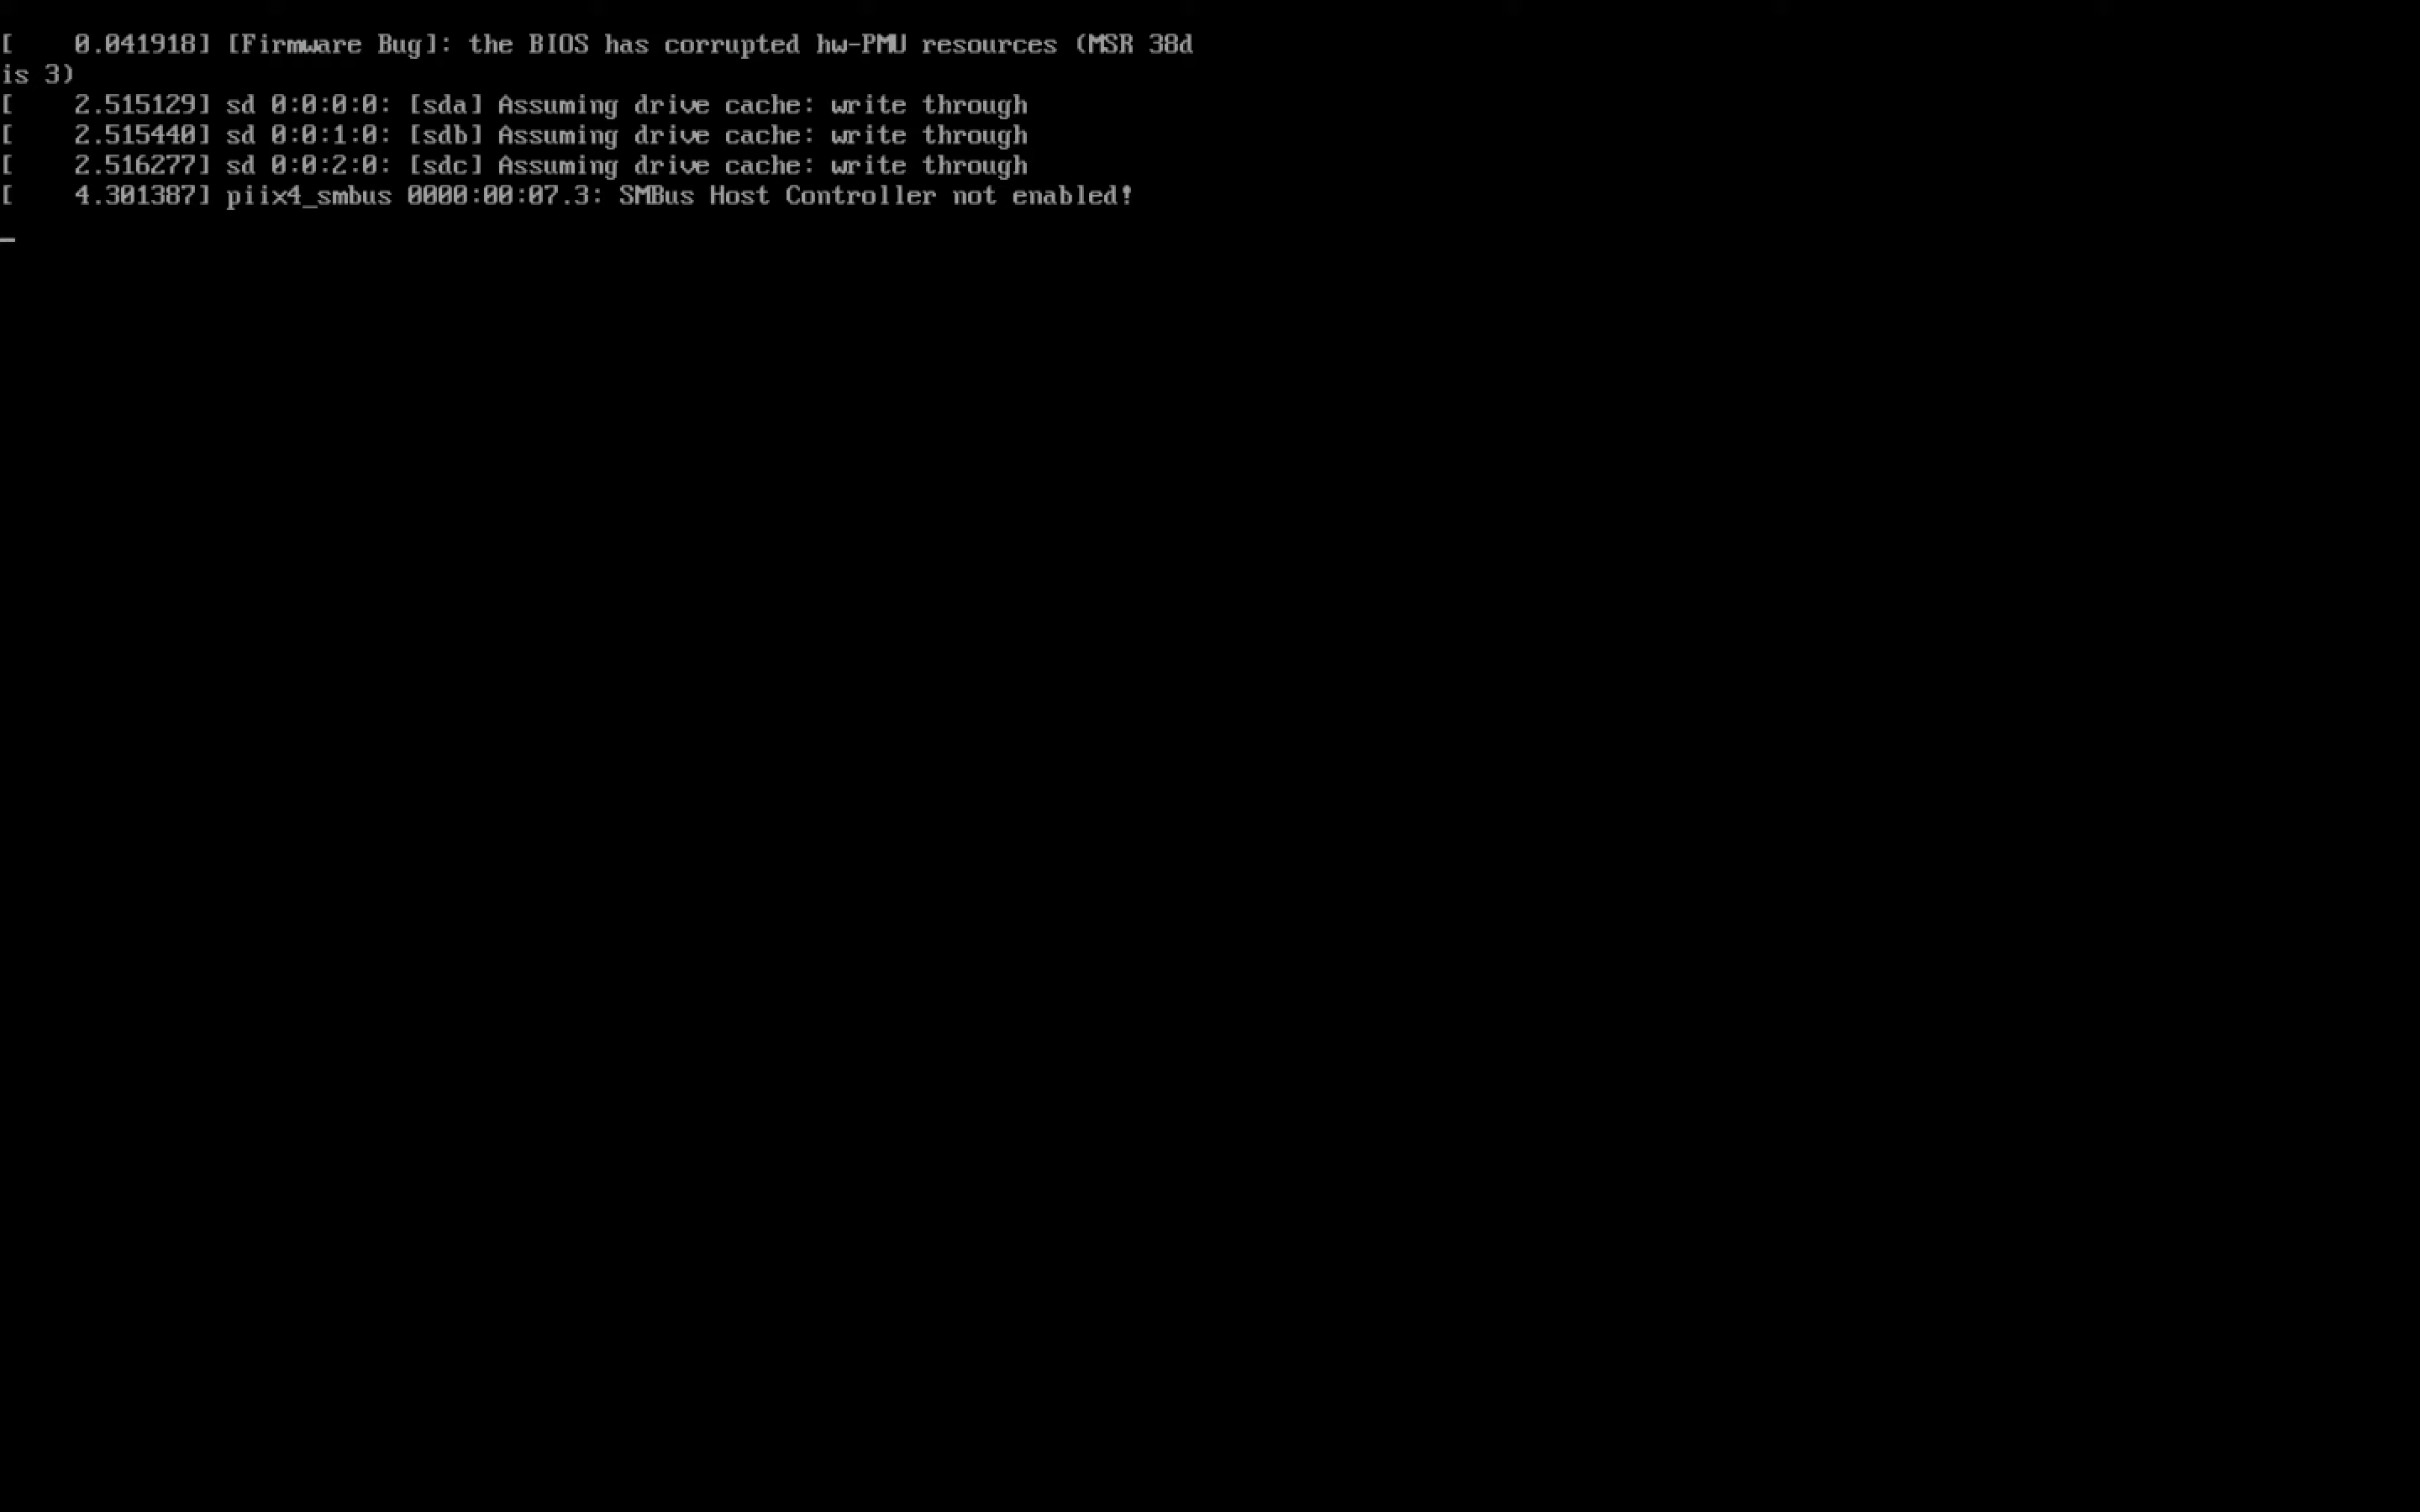 [    0.041918] [Firmware Bug]: the BIOS has corrupted hw-PMU resources (MSR 38d
is 3)
[    2.515129] sd 0:0:0:0: [sda] Assuming drive cache: write through
[    2.515440] sd 0:0:1:0: [sdb] Assuming drive cache: write through
[    2.516277] sd 0:0:2:0: [sdc] Assuming drive cache: write through
[    4.301387] piix4_smbus 0000:00:07.3: SMBus Host Controller not enabled!